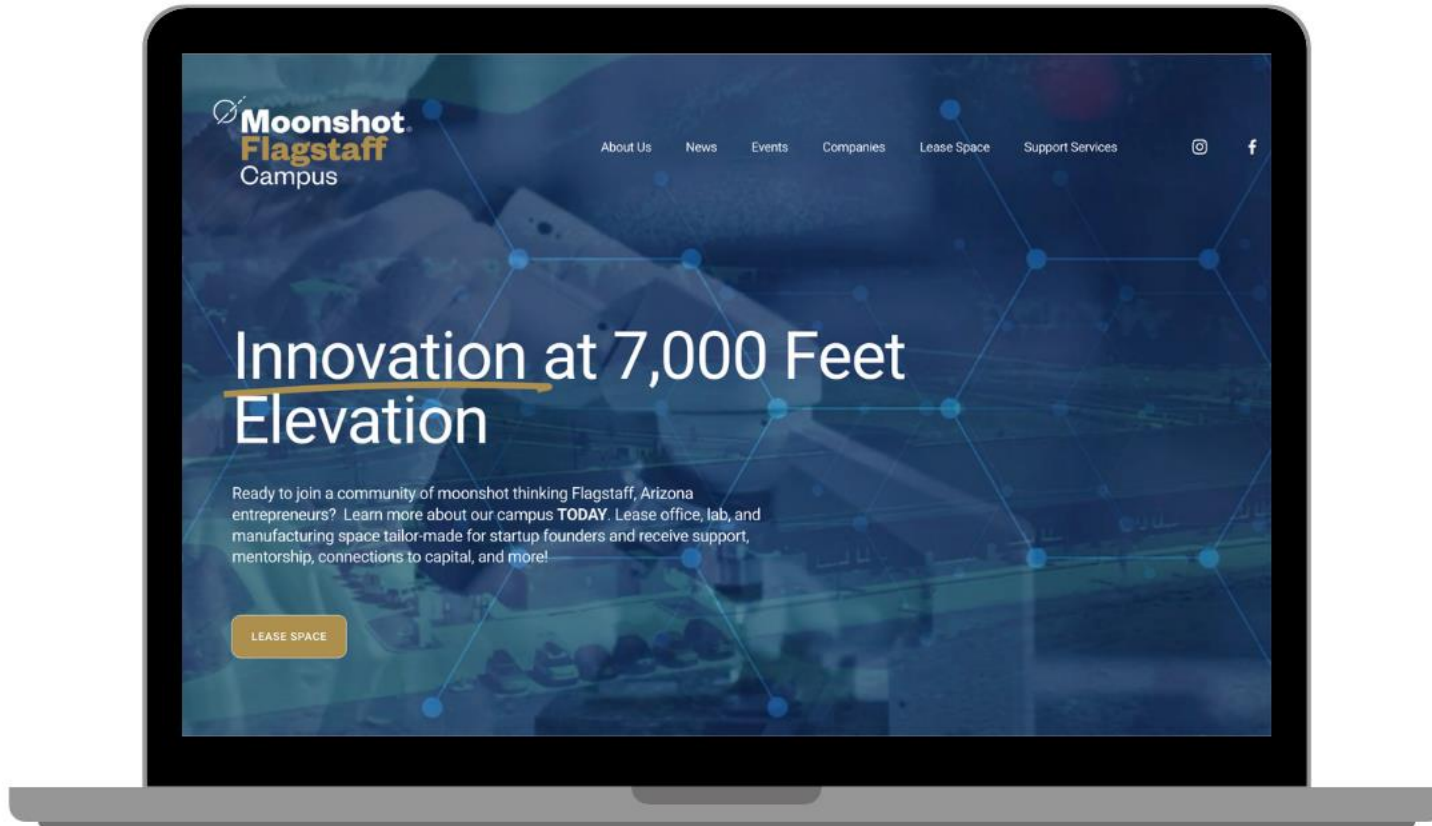 Moonshot
Flagstaff
Campus
About Us News Events Companies Lease Space Support Services
Innovation at 7,000 Feet
Elevation
Ready to join a community of moonshot thinking Flagstaff, Arizona
entrepreneurs? Learn more about our campus TODAY. Lease office, lab, and
manufacturing space tailor-made for startup founders and receive support,
mentorship, connections to capital, and more!
LEASE SPACE